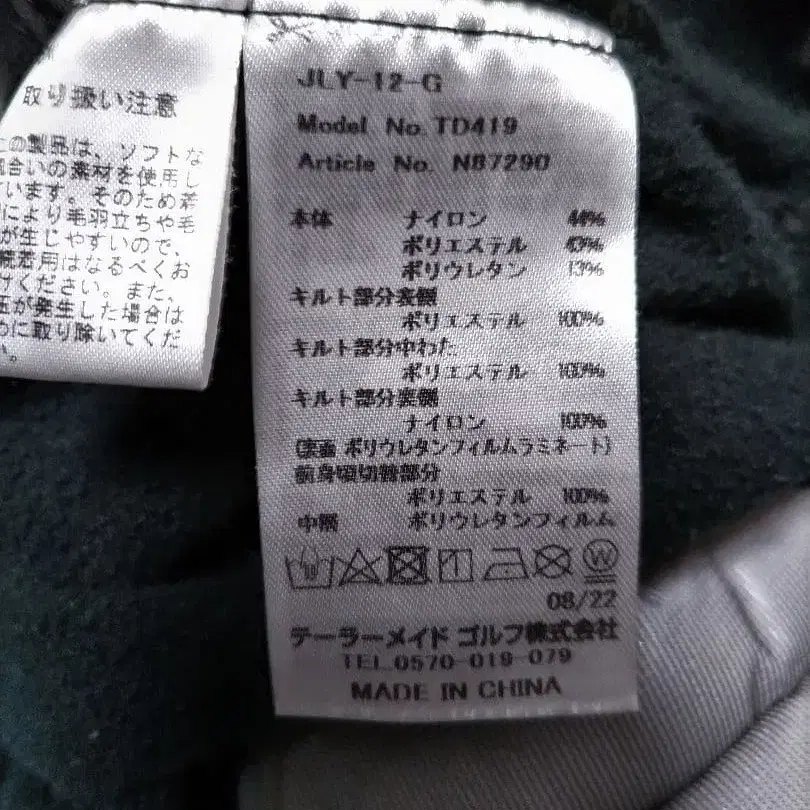 取り扱い注意
の製品は、ソフトな
合いの素材を使用し
ています。そのため着
により毛羽立ちや毛
が生じやすいので、
続着用はなるべくお
けください。また、
が発生した場合は
めに取り除いてくだ
い。
JLY-12-G
Model No. TD419
Article No. N87290
本体 ナイロン 44%
ポリエステル 43%
ポリウレタン 13%
キルト部分表側
ポリエステル 100%
キルト部分中わた
ポリエステル 100%
キルト部分裏側
ナイロン 100%
(裏面 ポリウレタンフィルムラミネート)
前身頃切替部分
ポリエステル 100%
中間 ポリウレタンフィルム
W
08/22
テーラーメイド ゴルフ株式会社
TEL.0570-019-079
MADE IN CHINA